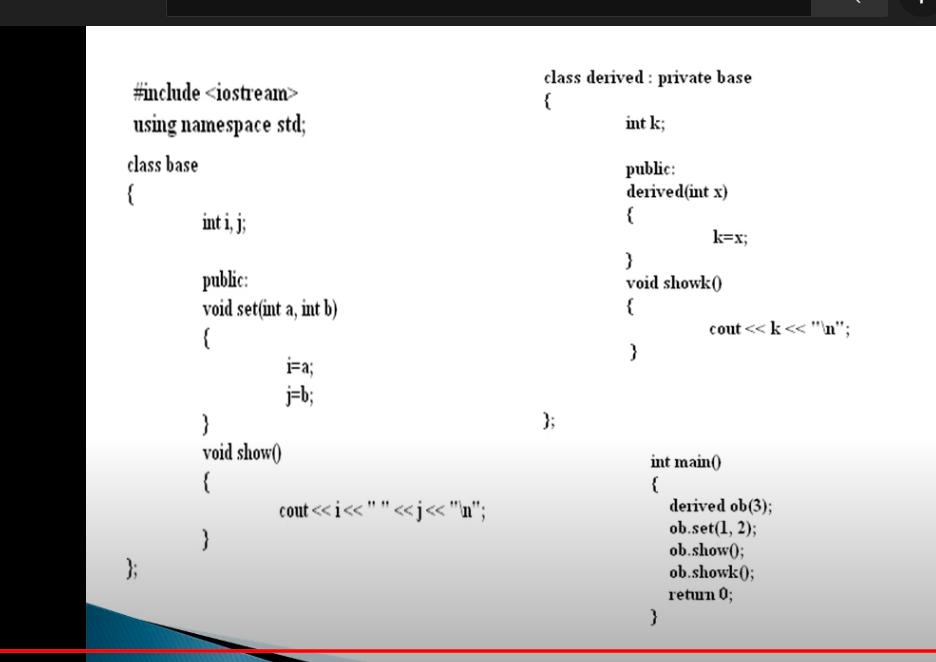 #include <iostream>
using namespace std;
class base
{
int i, j;
public:
void set(int a, int b)
{
i=a;
j=b;
}
void show()
{
cout << i << " " << j << "\n";
}
};
class derived : private base
{
int k;
public:
derived(int x)
{
k=x;
}
void showk()
{
cout << k << "\n";
}
};
int main()
{
derived ob(3);
ob.set(1, 2);
ob.show();
ob.showk();
return 0;
}